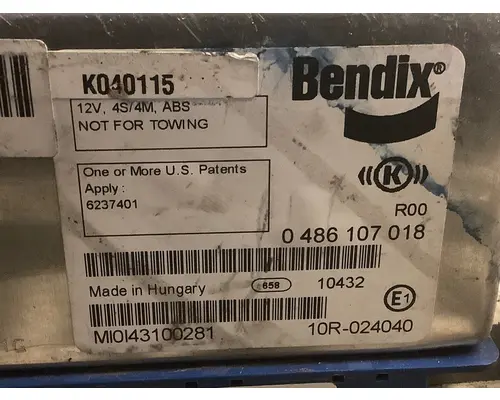 K040115
Bendix®
12V, 4S/4M, ABS
NOT FOR TOWING
One or More U.S. Patents
Apply :
6237401
K
R00
0 486 107 018
Made in Hungary
658
10432
E1
MI0I43100281
10R-024040